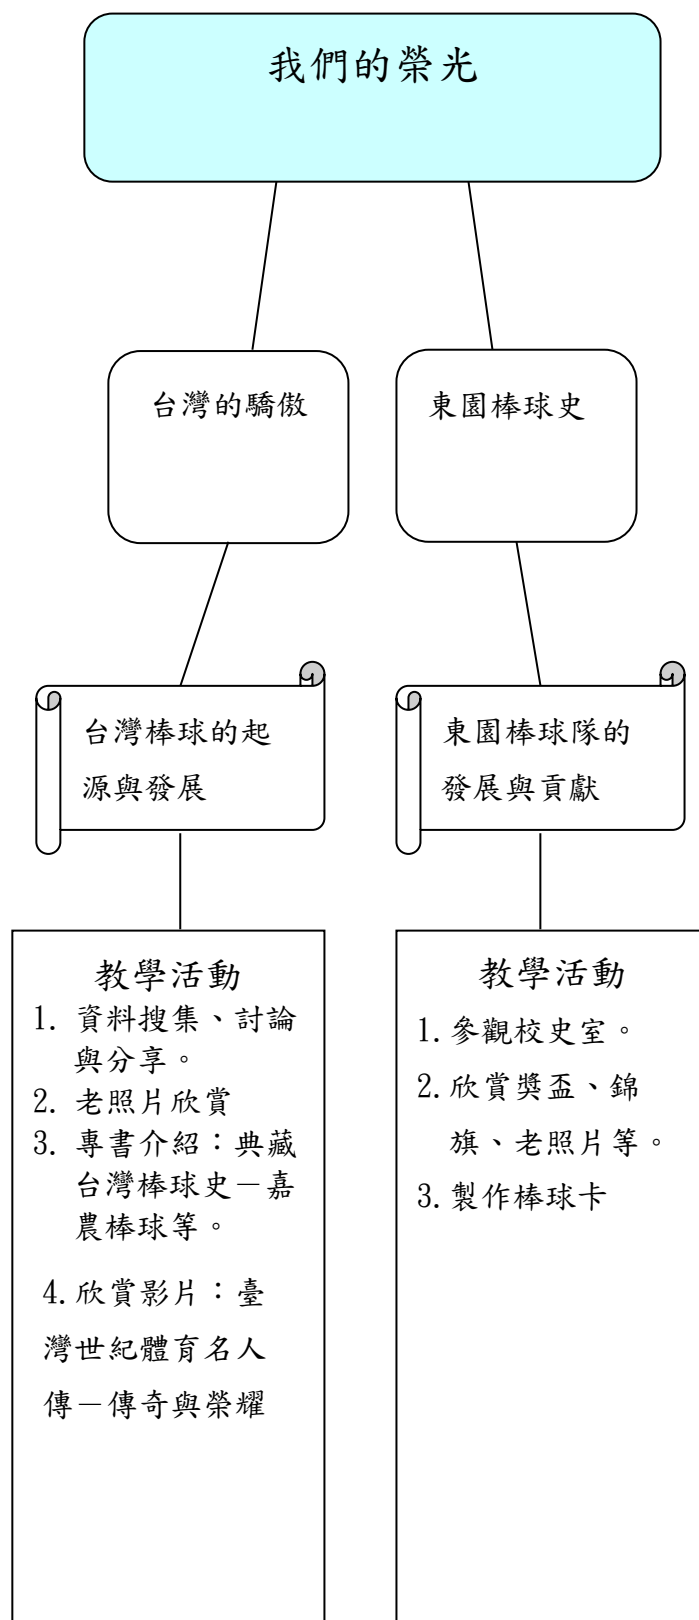 我們的榮光
台灣的驕傲
東園棒球史
台灣棒球的起
源與發展
東園棒球隊的
發展與貢獻
教學活動
1. 資料搜集、討論
與分享。
2. 老照片欣賞
3. 專書介紹：典藏
台灣棒球史－嘉
農棒球等。
4.欣賞影片：臺
灣世紀體育名人
傳－傳奇與榮耀
教學活動
1.參觀校史室。
2.欣賞獎盃、錦
旗、老照片等。
3.製作棒球卡